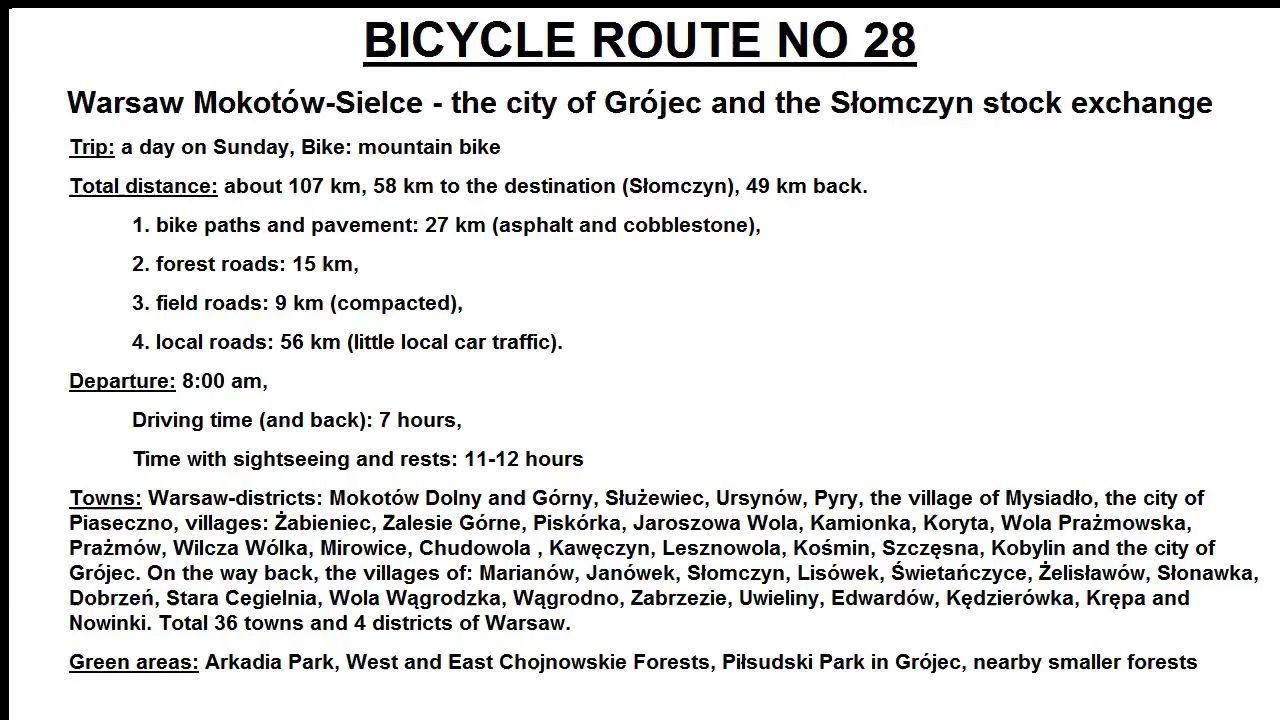 BICYCLE ROUTE NO 28
Warsaw Mokotów-Sielce - the city of Grójec and the Słomczyn stock exchange
Trip: a day on Sunday, Bike: mountain bike
Total distance: about 107 km, 58 km to the destination (Słomczyn), 49 km back.
1. bike paths and pavement: 27 km (asphalt and cobblestone),
2. forest roads: 15 km,
3. field roads: 9 km (compacted),
4. local roads: 56 km (little local car traffic).
Departure: 8:00 am,
Driving time (and back): 7 hours,
Time with sightseeing and rests: 11-12 hours
Towns: Warsaw-districts: Mokotów Dolny and Górny, Służewiec, Ursynów, Pyry, the village of Mysiadło, the city of
Piaseczno, villages: Żabieniec, Zalesie Górne, Piskórka, Jaroszowa Wola, Kamionka, Koryta, Wola Prażmowska,
Prażmów, Wilcza Wólka, Mirowice, Chudowola , Kawęczyn, Lesznowola, Kośmin, Szczęsna, Kobylin and the city of
Grójec. On the way back, the villages of: Marianów, Janówek, Słomczyn, Lisówek, Świetańczyce, Żelisławów, Słonawka,
Dobrzeń, Stara Cegielnia, Wola Wągrodzka, Wągrodno, Zabrzezie, Uwieliny, Edwardów, Kędzierówka, Krępa and
Nowinki. Total 36 towns and 4 districts of Warsaw.
Green areas: Arkadia Park, West and East Chojnowskie Forests, Piłsudski Park in Grójec, nearby smaller forests